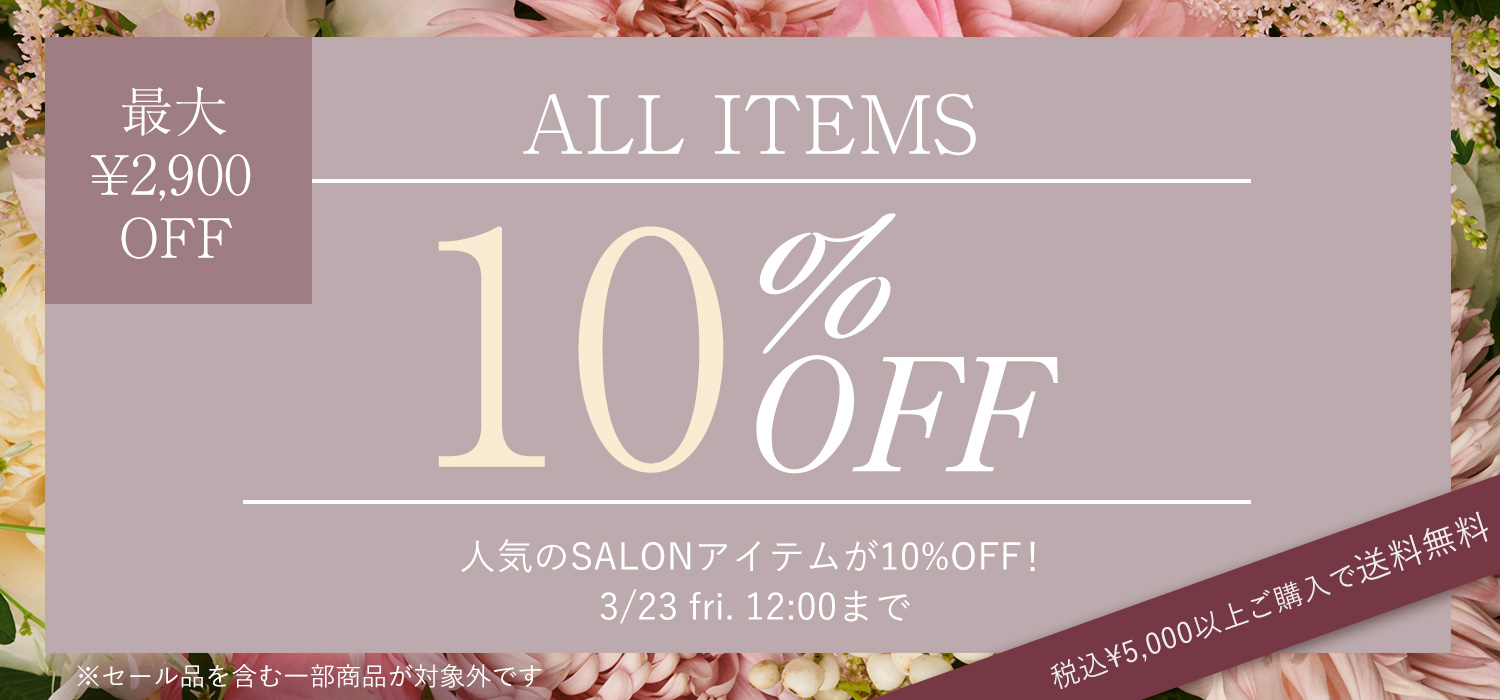 最大
¥2,900
OFF
ALL ITEMS
10%
OFF
人気のSALONアイテムが10%OFF!
3/23 fri. 12:00まで
税込¥5,000以上ご購入で送料無料
※セール品を含む一部商品が対象外です